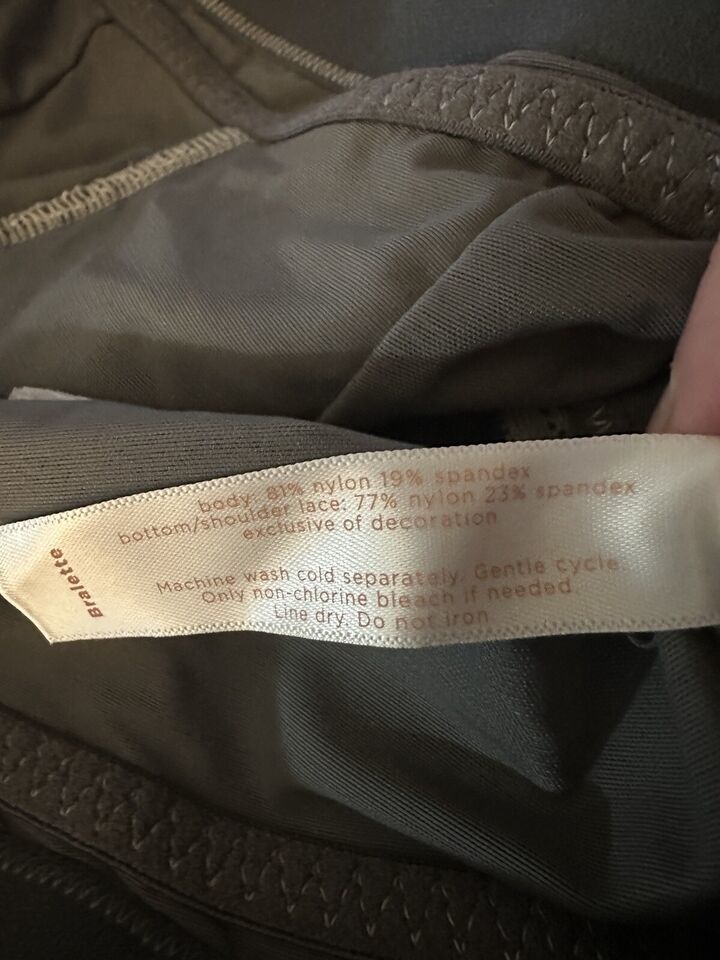 body: 81% nylon 19% spandex
bottom/shoulder lace: 77% nylon 23% spandex
exclusive of decoration
Machine wash cold separately. Gentle cycle.
Only non-chlorine bleach if needed.
Line dry. Do not iron.
Bralette